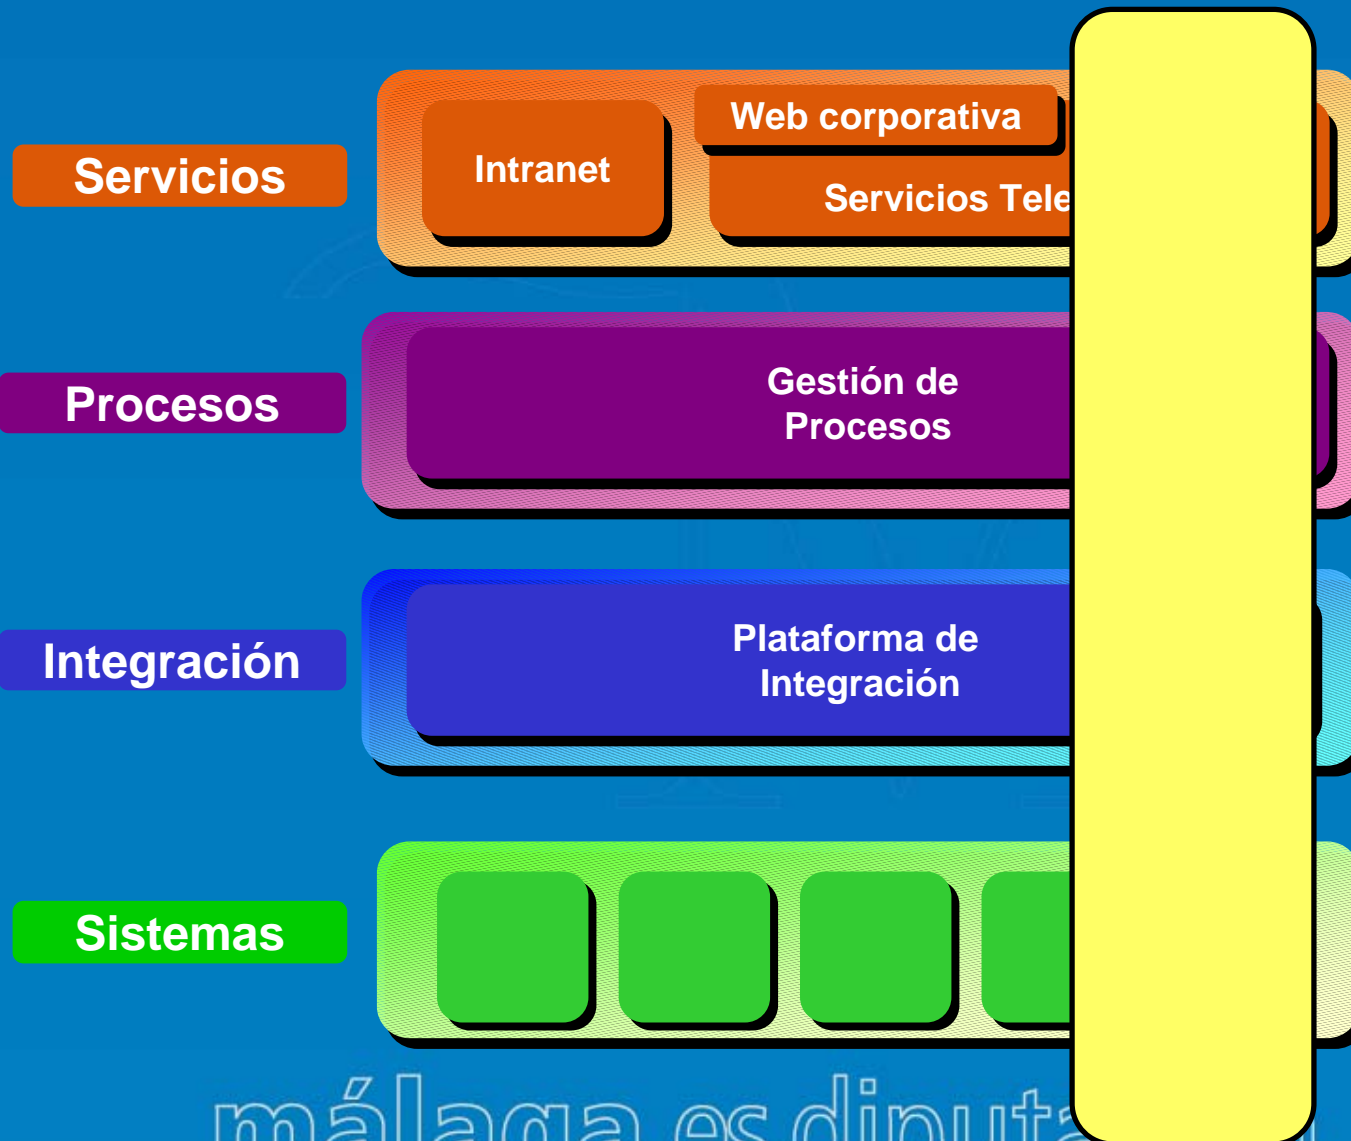 Servicios
Intranet
Web corporativa
Servicios Tele
Procesos
Gestión de
Procesos
Integración
Plataforma de
Integración
Sistemas
málaga es diputa